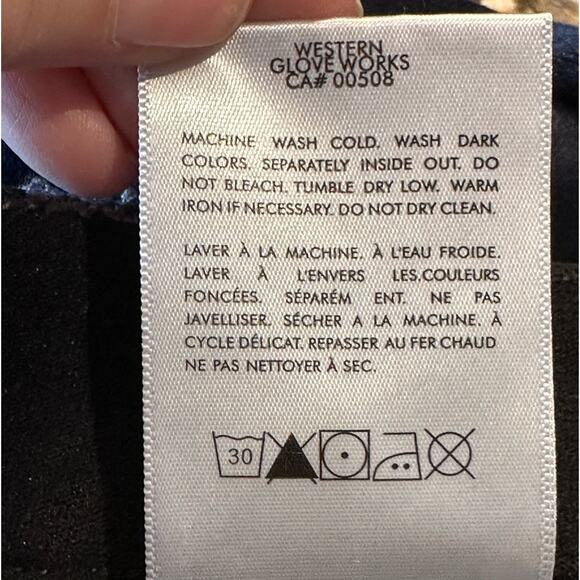 WESTERN
GLOVE WORKS
CA# 00508
MACHINE WASH COLD. WASH DARK
COLORS. SEPARATELY INSIDE OUT. DO
NOT BLEACH. TUMBLE DRY LOW. WARM
IRON IF NECESSARY. DO NOT DRY CLEAN.
LAVER À LA MACHINE. À L'EAU FROIDE.
LAVER À L'ENVERS LES.COULEURS
FONCÉES. SÉPARÉM ENT. NE PAS
JAVELLISER. SÉCHER A LA MACHINE. À
CYCLE DÉLICAT. REPASSER AU FER CHAUD
NE PAS NETTOYER À SEC.
30